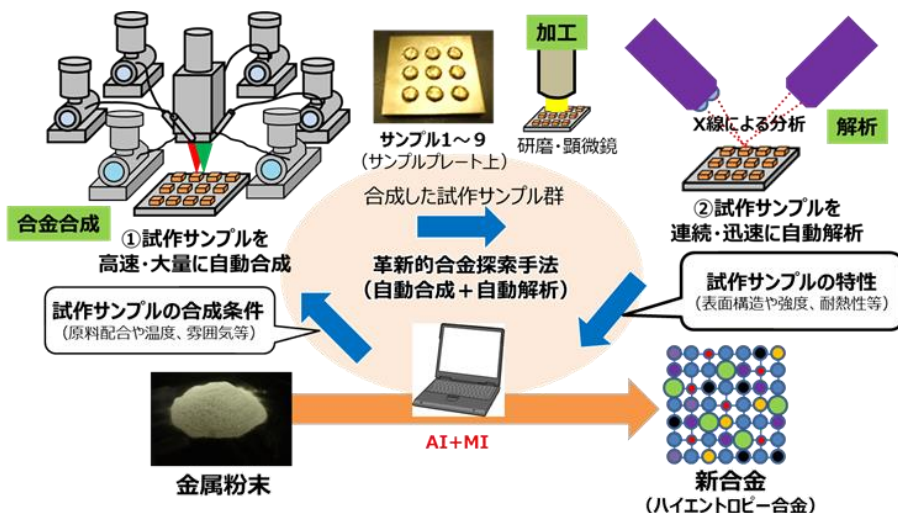 加工
サンプル1~9
(サンプルプレート上)
研磨・顕微鏡
X線による分析
解析
合金合成
①試作サンプルを
高速・大量に自動合成
合成した試作サンプル群
②試作サンプルを
連続・迅速に自動解析
革新的合金探索手法
(自動合成+自動解析)
試作サンプルの合成条件
(原料配合や温度、雰囲気等)
試作サンプルの特性
(表面構造や強度、耐熱性等)
AI+MI
金属粉末
新合金
(ハイエントロピー合金)